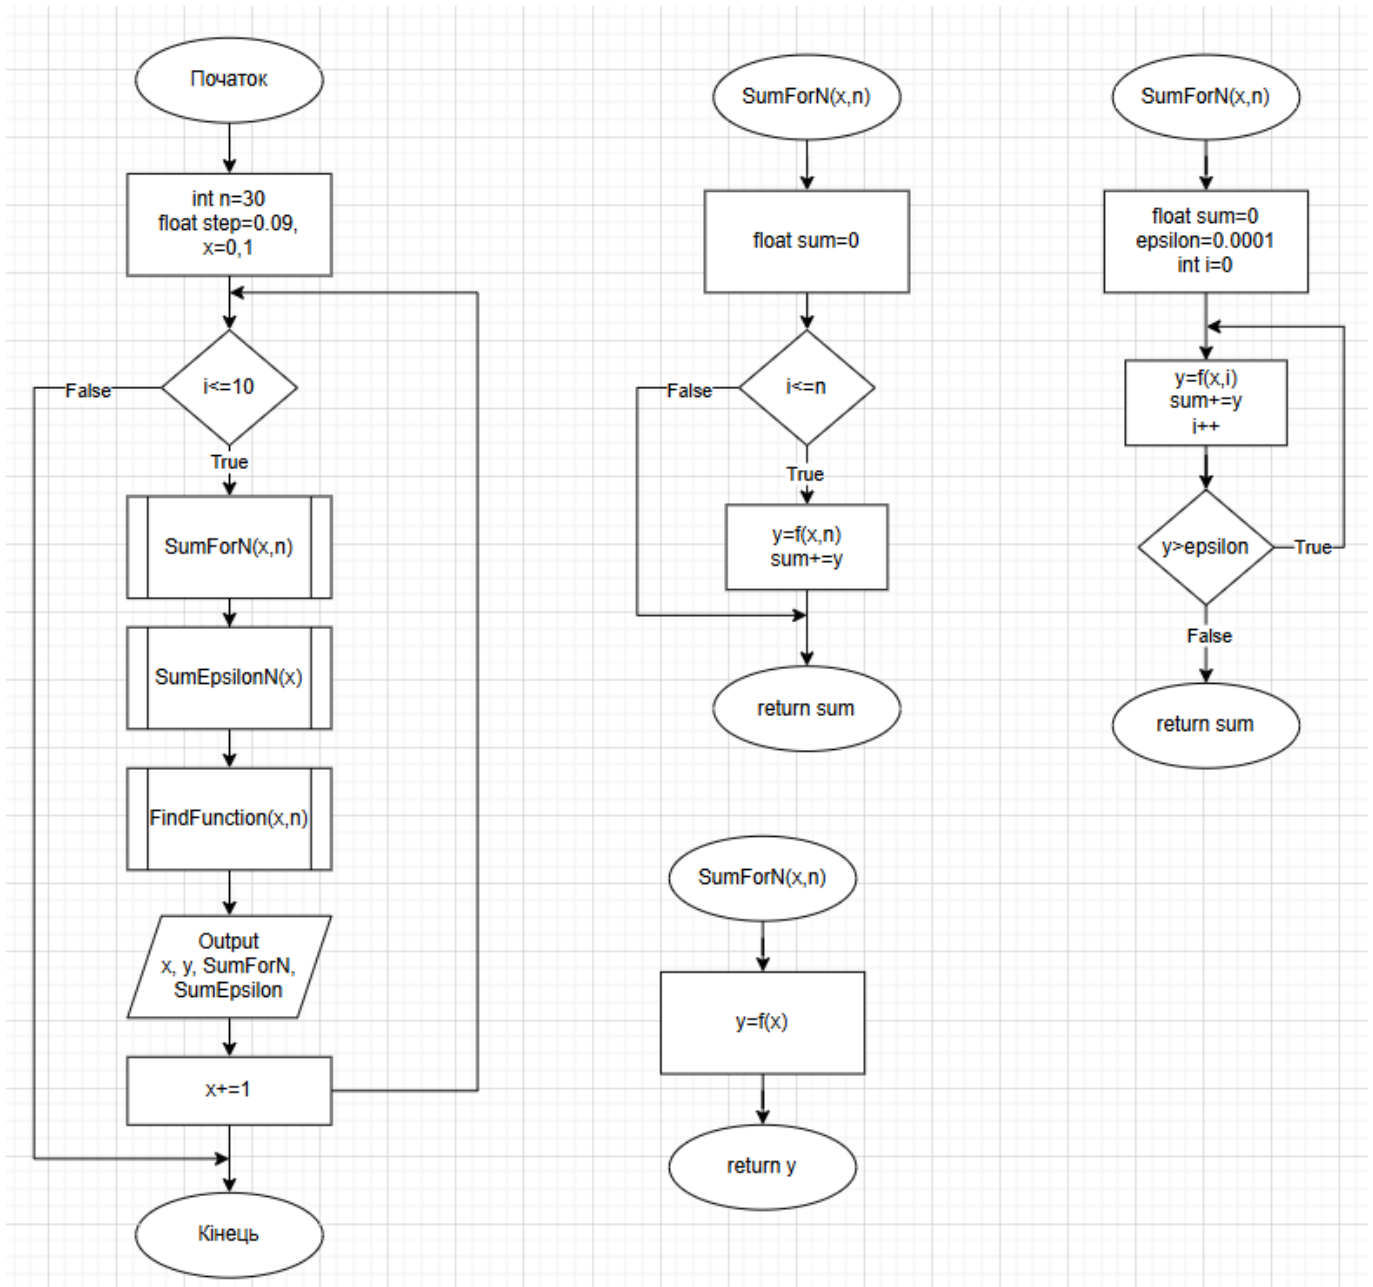 Початок
int n=30
float step=0.09,
x=0,1
i<=10
False
True
SumForN(x,n)
SumEpsilonN(x)
FindFunction(x,n)
Output
x, y, SumForN,
SumEpsilon
x+=1
Кінець
SumForN(x,n)
float sum=0
i<=n
False
True
y=f(x,n)
sum+=y
return sum
SumForN(x,n)
y=f(x)
return y
SumForN(x,n)
float sum=0
epsilon=0.0001
int i=0
y=f(x,i)
sum+=y
i++
y>epsilon
True
False
return sum